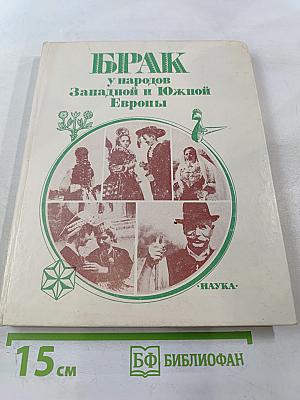 БРАК
у народов
Западной и Южной
Европы
·НАУКА·
15 см
БФ БИБЛИОФАН